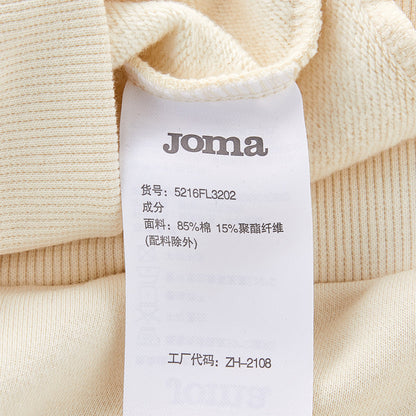 Joma
货号: 5216FL3202
成分
面料: 85%棉 15%聚酯纤维
(配料除外)
工厂代码: ZH-2108